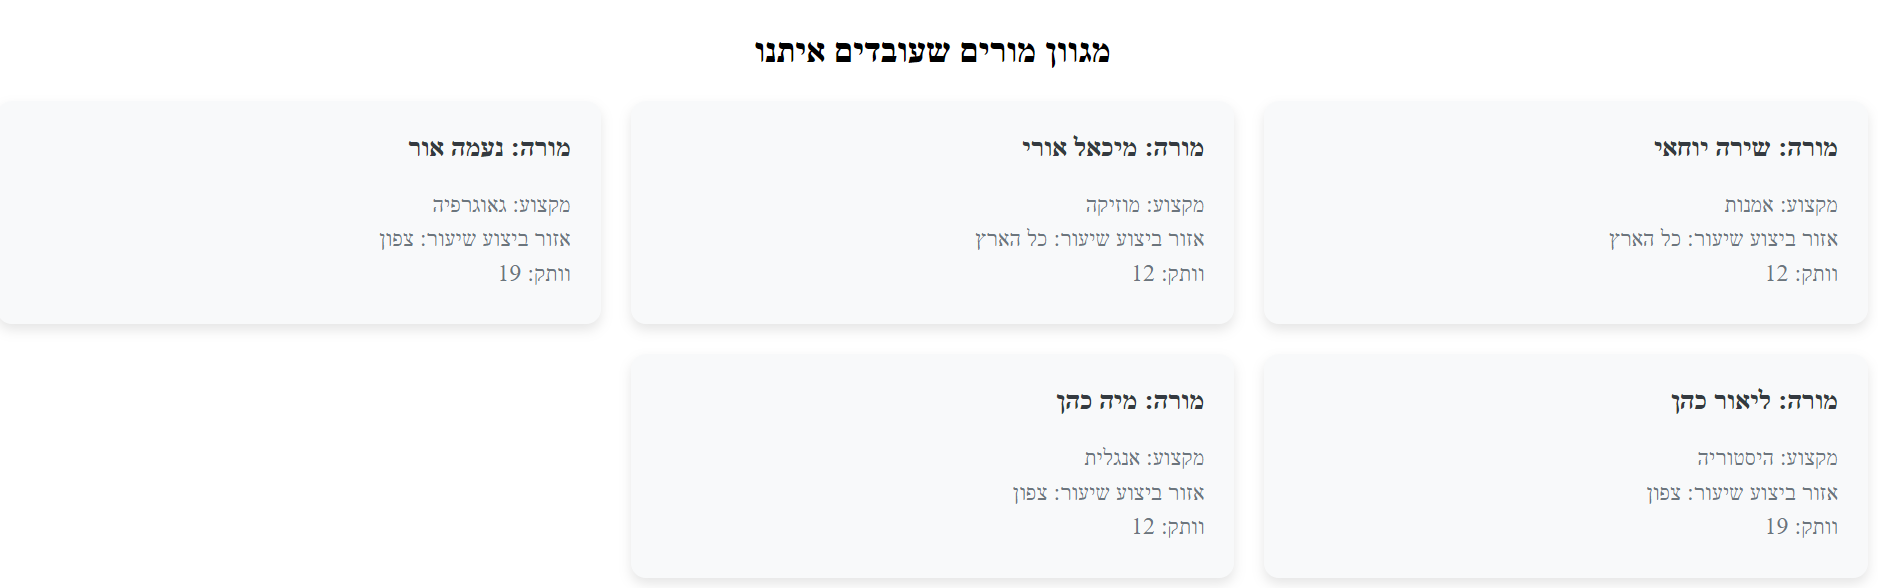 מגוון מורים שעובדים איתנו
מורה: שירה יוחאי
מקצוע: אמנות
אזור ביצוע שיעור: כל הארץ
וותק: 12
מורה: מיכאל אורי
מקצוע: מוזיקה
אזור ביצוע שיעור: כל הארץ
וותק: 12
מורה: נעמה אור
מקצוע: גאוגרפיה
אזור ביצוע שיעור: צפון
וותק: 19
מורה: ליאור כהן
מקצוע: היסטוריה
אזור ביצוע שיעור: צפון
וותק: 19
מורה: מיה כהן
מקצוע: אנגלית
אזור ביצוע שיעור: צפון
וותק: 12